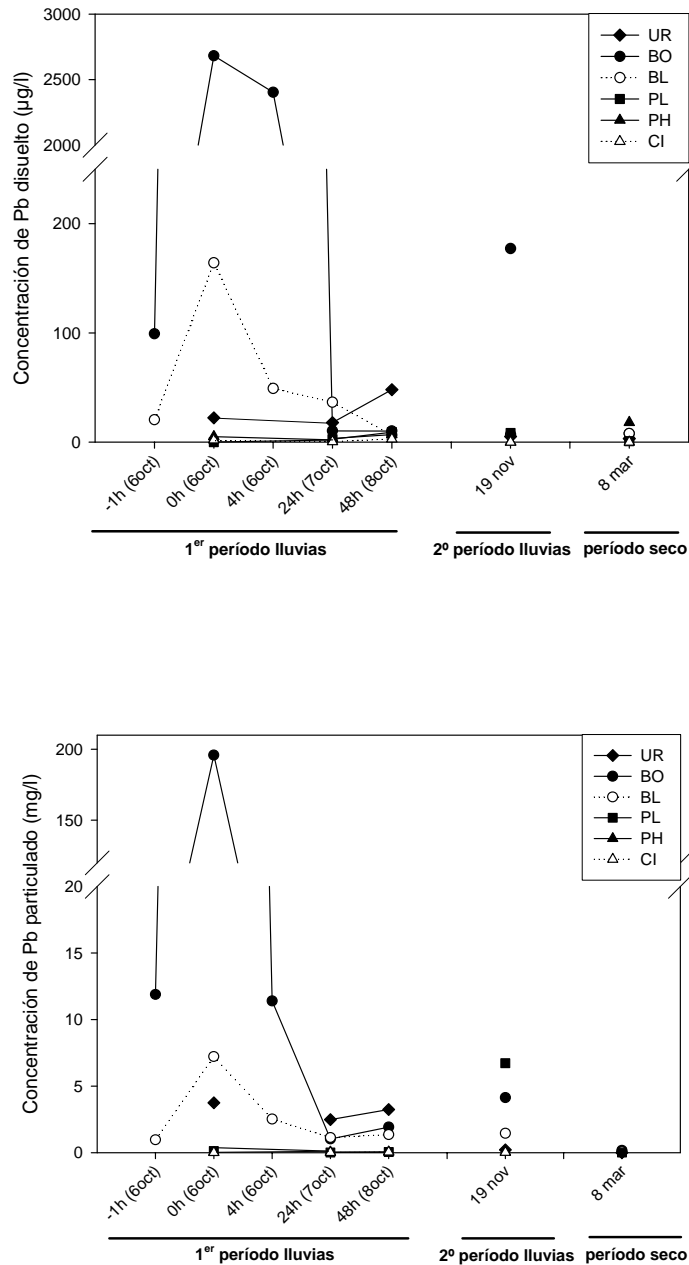 Concentración de Pb disuelto (µg/l)
3000
2500
2000
200
100
0
UR
BO
BL
PL
PH
CI
-1h (6oct)
0h (6oct)
4h (6oct)
24h (7oct)
48h (8oct)
19 nov
8 mar
1er período lluvias
2º período lluvias
período seco
Concentración de Pb particulado (mg/l)
200
150
20
15
10
5
0
UR
BO
BL
PL
PH
CI
-1h (6oct)
0h (6oct)
4h (6oct)
24h (7oct)
48h (8oct)
19 nov
8 mar
1er período lluvias
2º período lluvias
período seco